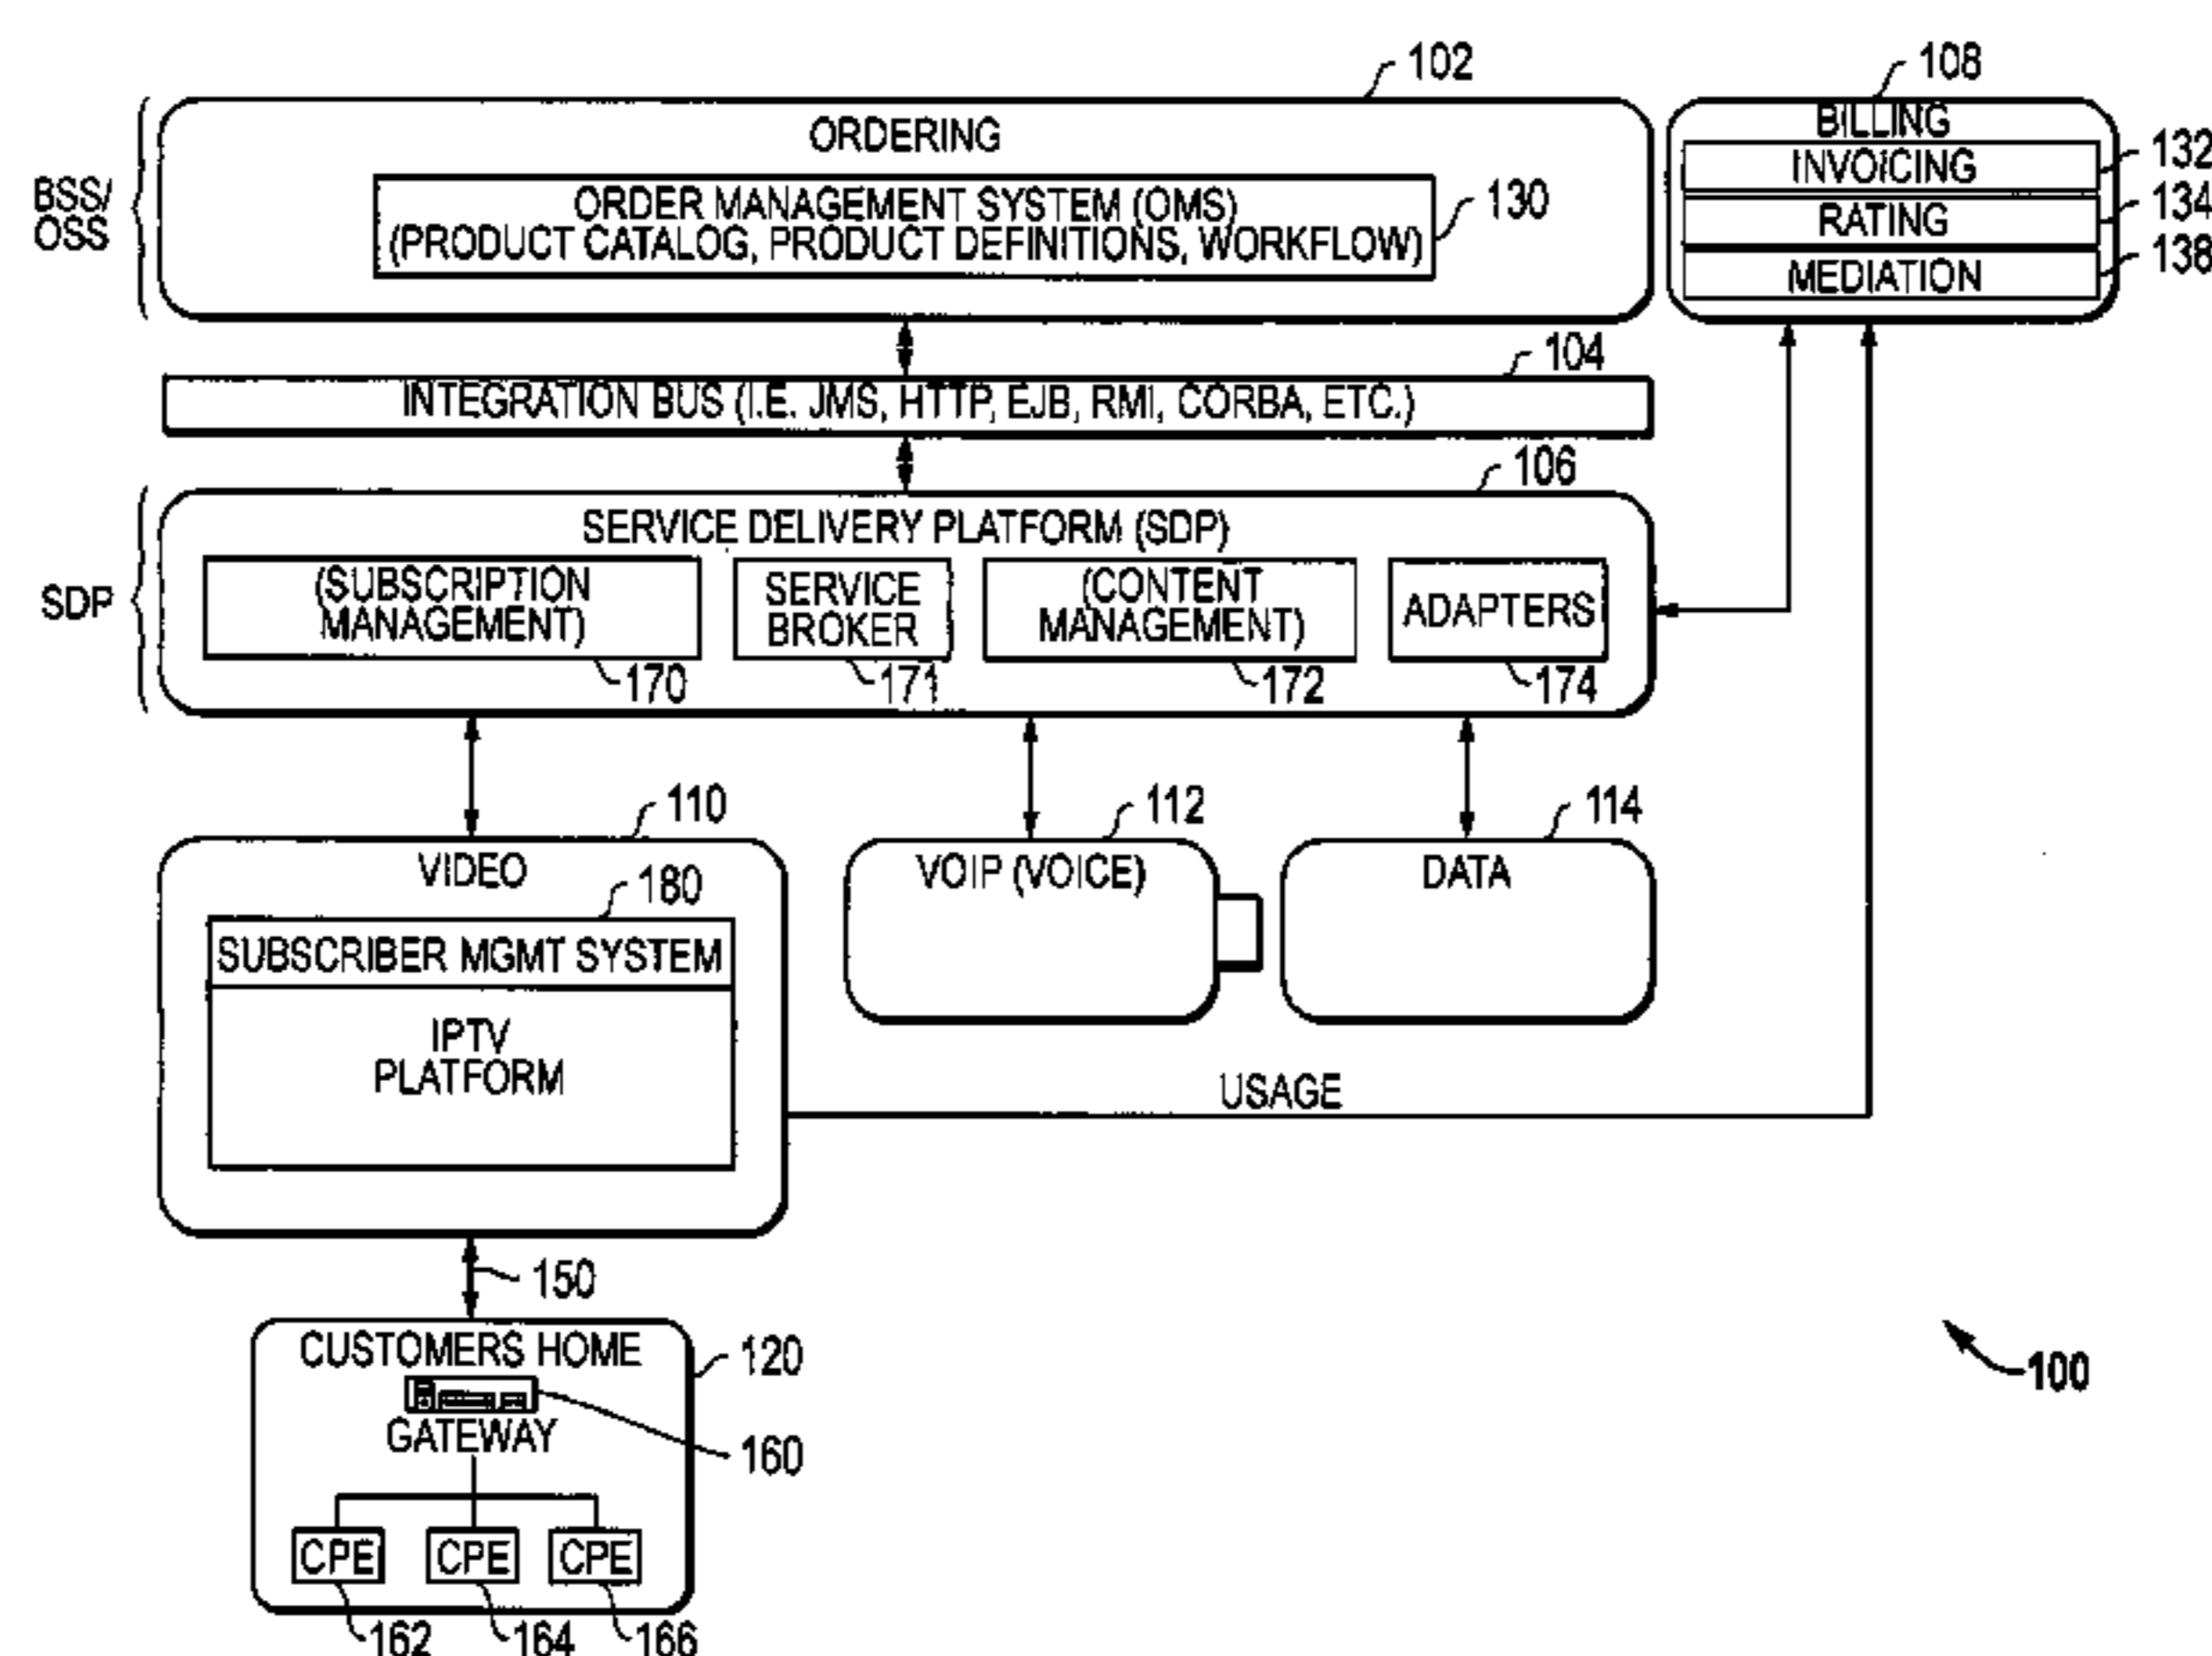 102
108
ORDERING
BILLING
BSS/
OSS
ORDER MANAGEMENT SYSTEM (OMS)
(PRODUCT CATALOG, PRODUCT DEFINITIONS, WORKFLOW)
130
INVOICING
132
RATING
134
MEDIATION
138
104
INTEGRATION BUS (I.E. JMS, HTTP, EJB, RMI, CORBA, ETC.)
106
SDP
SERVICE DELIVERY PLATFORM (SDP)
(SUBSCRIPTION
MANAGEMENT)
SERVICE
BROKER
(CONTENT
MANAGEMENT)
ADAPTERS
170
171
172
174
110
112
114
VIDEO
VOIP (VOICE)
DATA
180
SUBSCRIBER MGMT SYSTEM
IPTV
PLATFORM
USAGE
150
CUSTOMERS HOME
120
GATEWAY
160
100
CPE
CPE
CPE
162
164
166